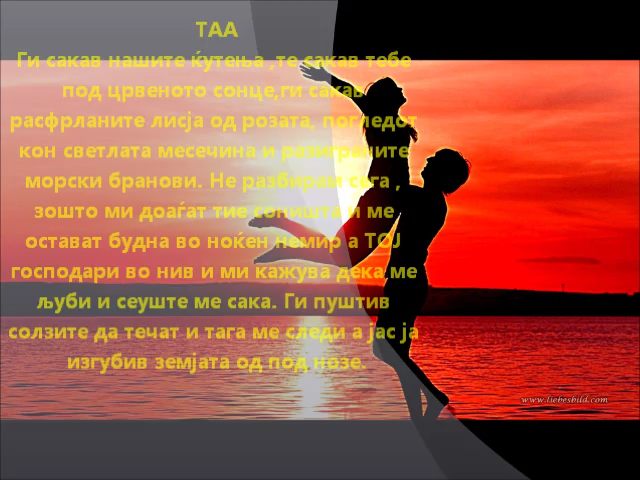 ТАА
Ги сакав нашите ќутења ,те сакав тебе
под црвеното сонце,ги сакав
расфрланите лисја од розата, погледот
кон светлата месечина и разиграните
морски бранови. Не разбирам сега ,
зошто ми доаѓат тие соништа и ме
остават будна во ноќен немир а ТОЈ
господари во нив и ми кажува дека ме
љуби и сеуште ме сака. Ги пуштив
солзите да течат и тага ме следи а јас ја
изгубив земјата од под нозе.
www.liebesbild.com